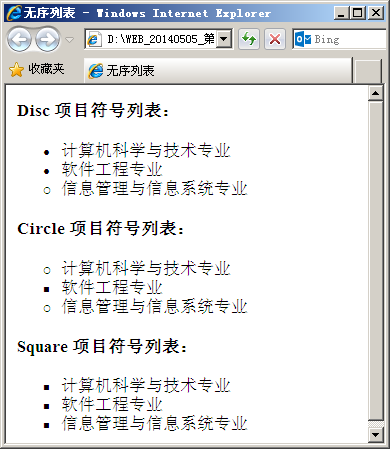 无序列表 - Windows Internet Explorer
D:\WEB_20140505_第
Bing
收藏夹
无序列表
Disc 项目符号列表：
计算机科学与技术专业
软件工程专业
信息管理与信息系统专业
Circle 项目符号列表：
计算机科学与技术专业
软件工程专业
信息管理与信息系统专业
Square 项目符号列表：
计算机科学与技术专业
软件工程专业
信息管理与信息系统专业